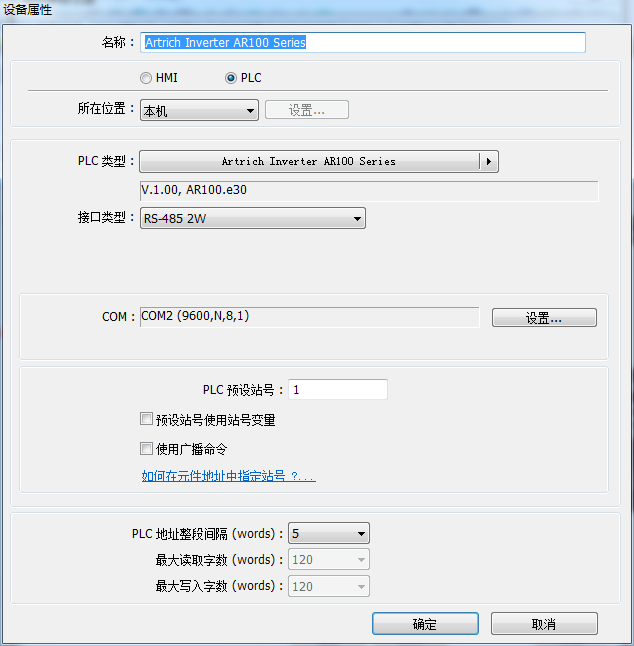 设备属性
名称 : Artrich Inverter AR100 Series
HMI PLC
所在位置 : 本机 设置...
PLC 类型 : Artrich Inverter AR100 Series
V.1.00, AR100.e30
接口类型 : RS-485 2W
COM : COM2 (9600,N,8,1) 设置...
PLC 预设站号 : 1
预设站号使用站号变量
使用广播命令
如何在元件地址中指定站号 ?...
PLC 地址整段间隔 (words) : 5
最大读取字数 (words) : 120
最大写入字数 (words) : 120
确定 取消